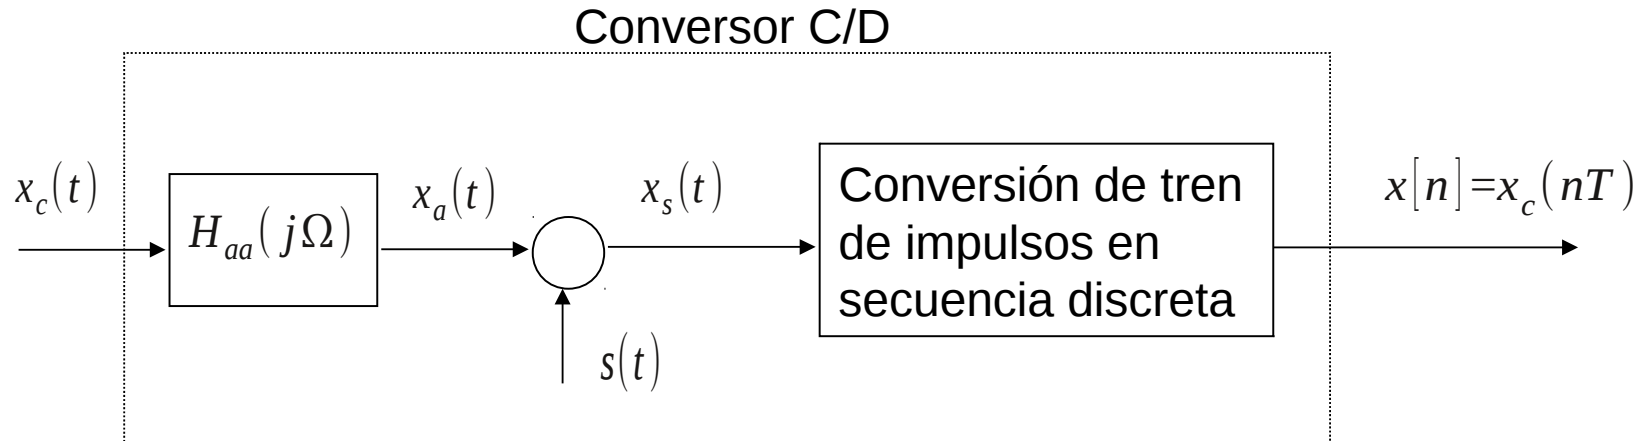 Conversor C/D
x_c(t)
H_aa(jΩ)
x_a(t)
x_s(t)
s(t)
Conversión de tren
de impulsos en
secuencia discreta
x[n]=x_c(nT)